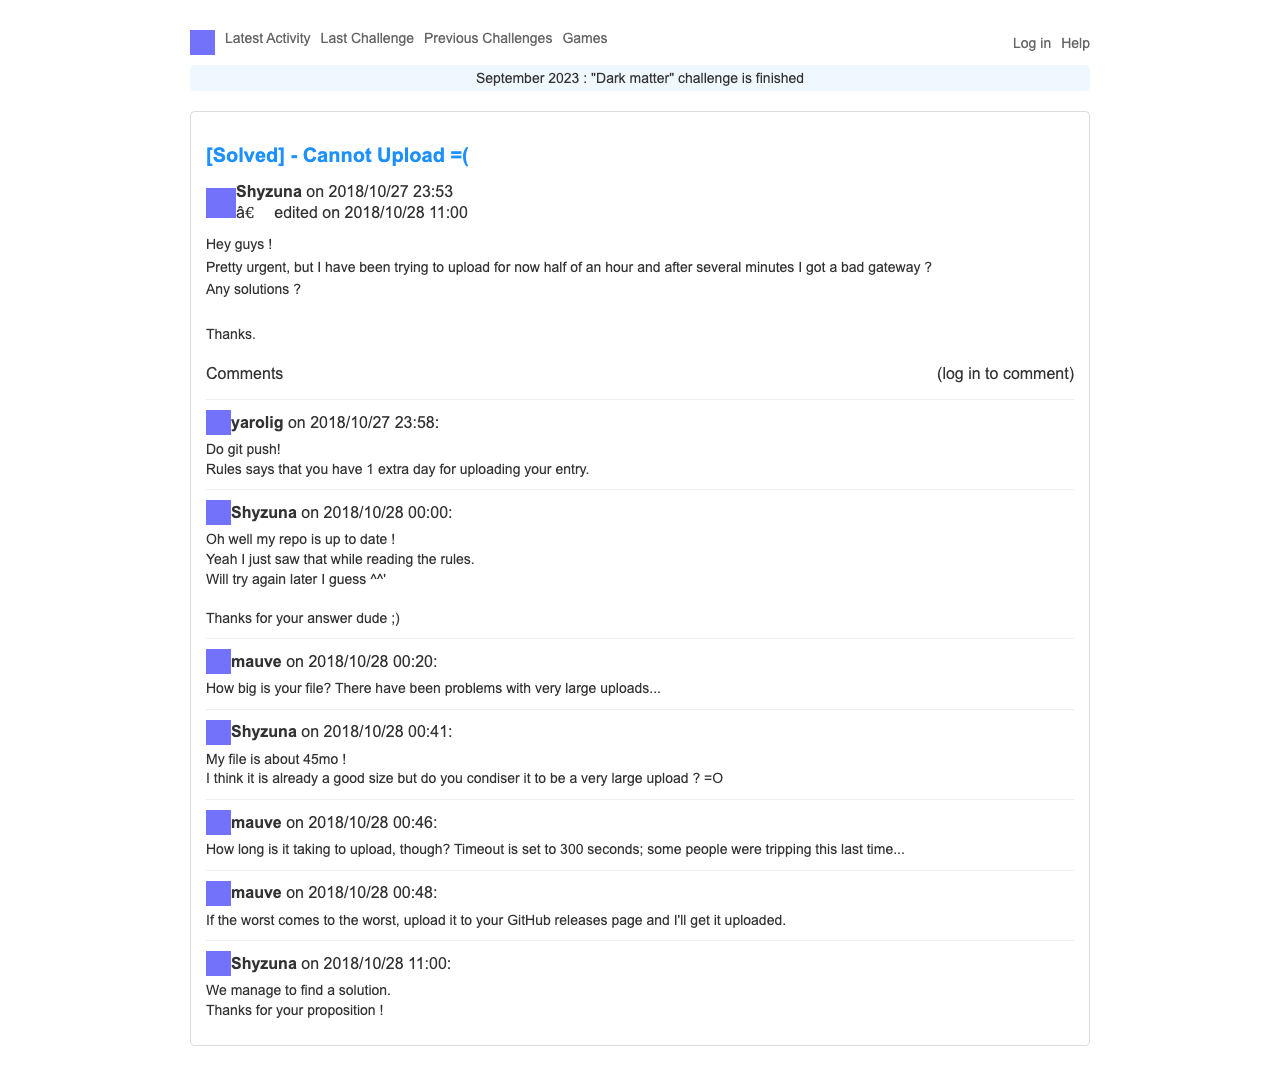 Latest Activity Last Challenge Previous Challenges Games Log in Help
September 2023 : "Dark matter" challenge is finished
[Solved] - Cannot Upload =(
Shyzuna on 2018/10/27 23:53
â€ edited on 2018/10/28 11:00
Hey guys !
Pretty urgent, but I have been trying to upload for now half of an hour and after several minutes I got a bad gateway ?
Any solutions ?
Thanks.
Comments (log in to comment)
yarolig on 2018/10/27 23:58:
Do git push!
Rules says that you have 1 extra day for uploading your entry.
Shyzuna on 2018/10/28 00:00:
Oh well my repo is up to date !
Yeah I just saw that while reading the rules.
Will try again later I guess ^^'
Thanks for your answer dude ;)
mauve on 2018/10/28 00:20:
How big is your file? There have been problems with very large uploads...
Shyzuna on 2018/10/28 00:41:
My file is about 45mo !
I think it is already a good size but do you condiser it to be a very large upload ? =O
mauve on 2018/10/28 00:46:
How long is it taking to upload, though? Timeout is set to 300 seconds; some people were tripping this last time...
mauve on 2018/10/28 00:48:
If the worst comes to the worst, upload it to your GitHub releases page and I'll get it uploaded.
Shyzuna on 2018/10/28 11:00:
We manage to find a solution.
Thanks for your proposition !